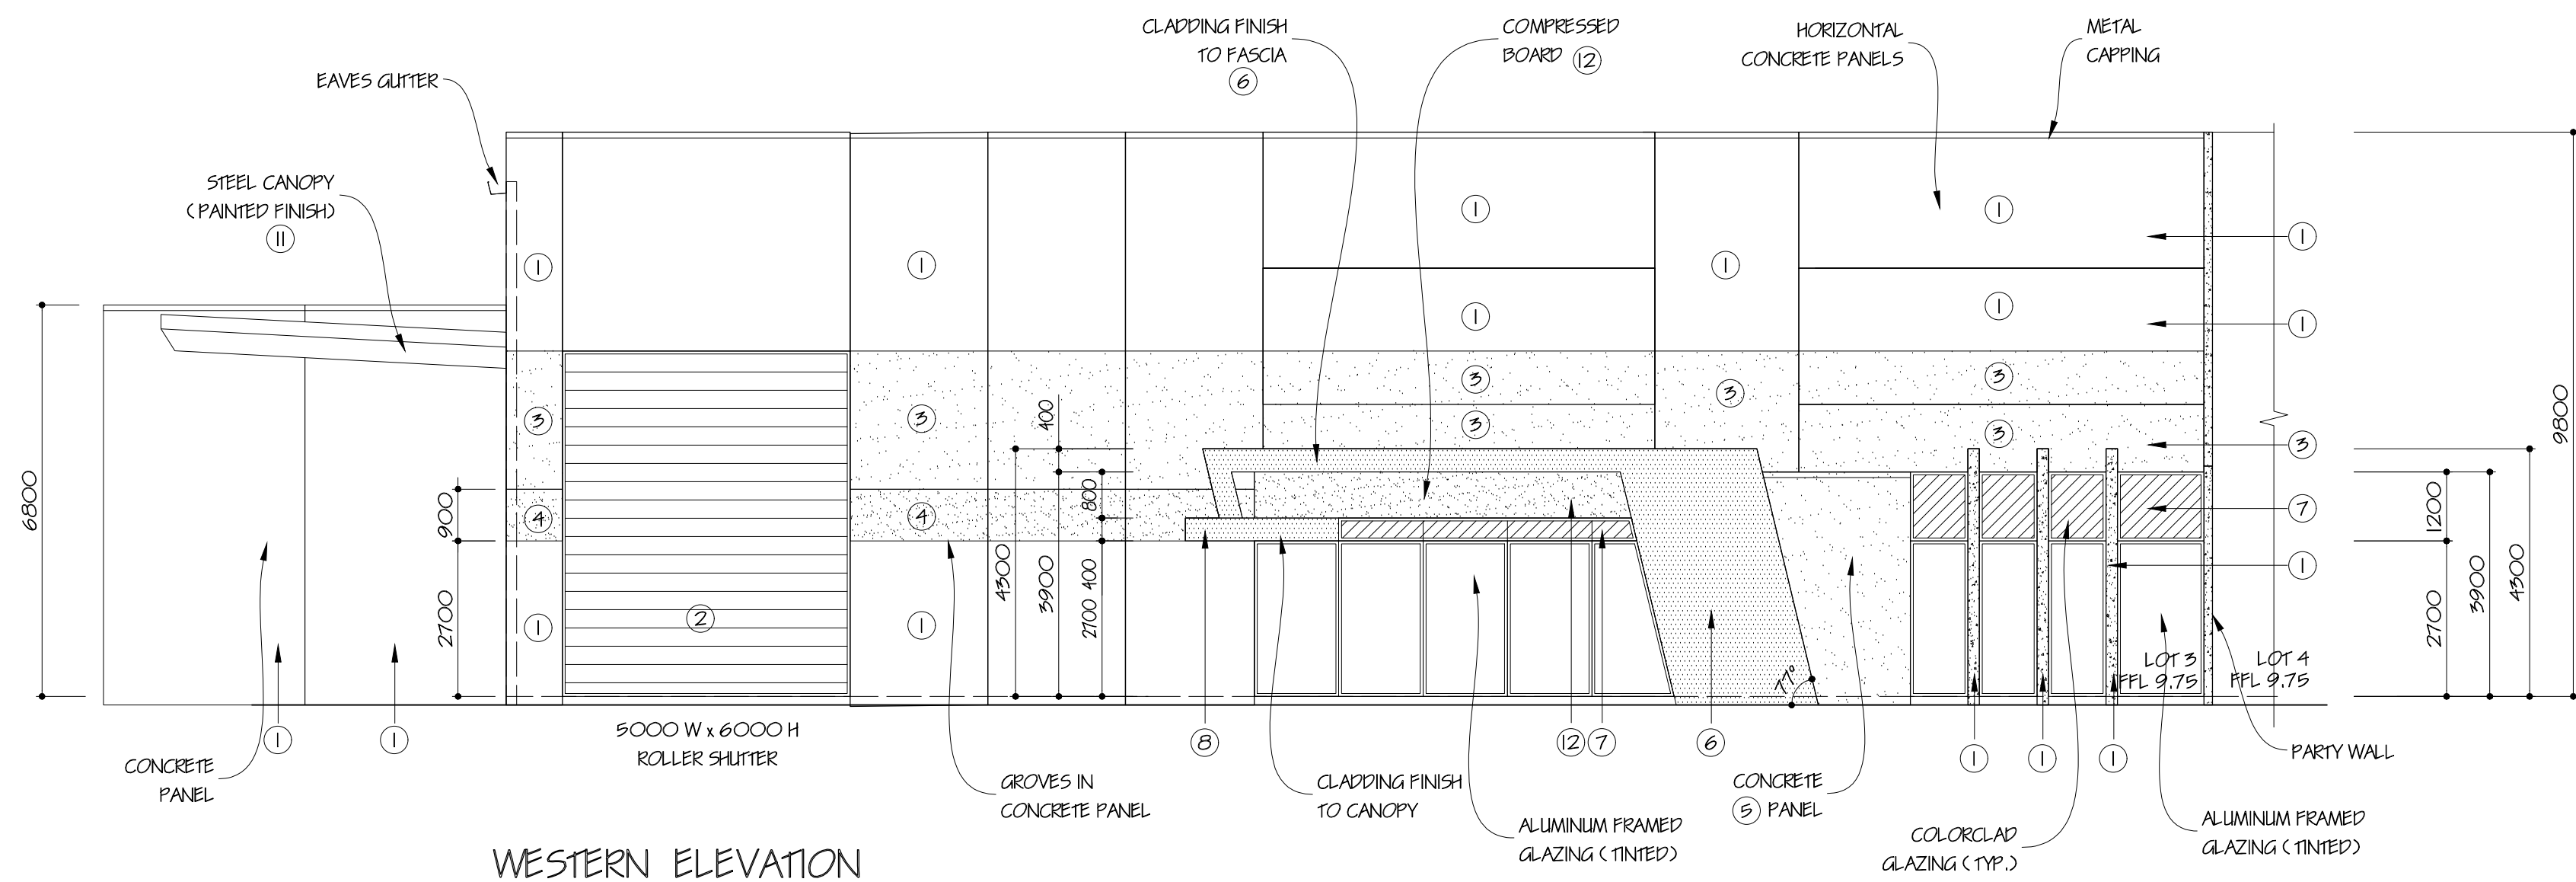 CLADDING FINISH
TO FASCIA
6
COMPRESSED
BOARD 12
HORIZONTAL
CONCRETE PANELS
METAL
CAPPING
EAVES GUTTER
STEEL CANOPY
( PAINTED FINISH)
11
1
1
1
1
1
1
1
1
1
1
3
3
3
3
3
3
3
3
4
4
7
1
1
1
2
6800
900
2700
400
800
4300
3900
2700 400
9800
1200
2700
3900
4300
77°
LOT 3
FFL 9.75
LOT 4
FFL 9.75
1
1
5000 W x 6000 H
ROLLER SHUTTER
8
12
7
6
1
1
1
PARTY WALL
CONCRETE
PANEL
GROVES IN
CONCRETE PANEL
CLADDING FINISH
TO CANOPY
CONCRETE
5 PANEL
ALUMINUM FRAMED
GLAZING ( TINTED)
COLORCLAD
GLAZING ( TYP.)
ALUMINUM FRAMED
GLAZING ( TINTED)
WESTERN ELEVATION